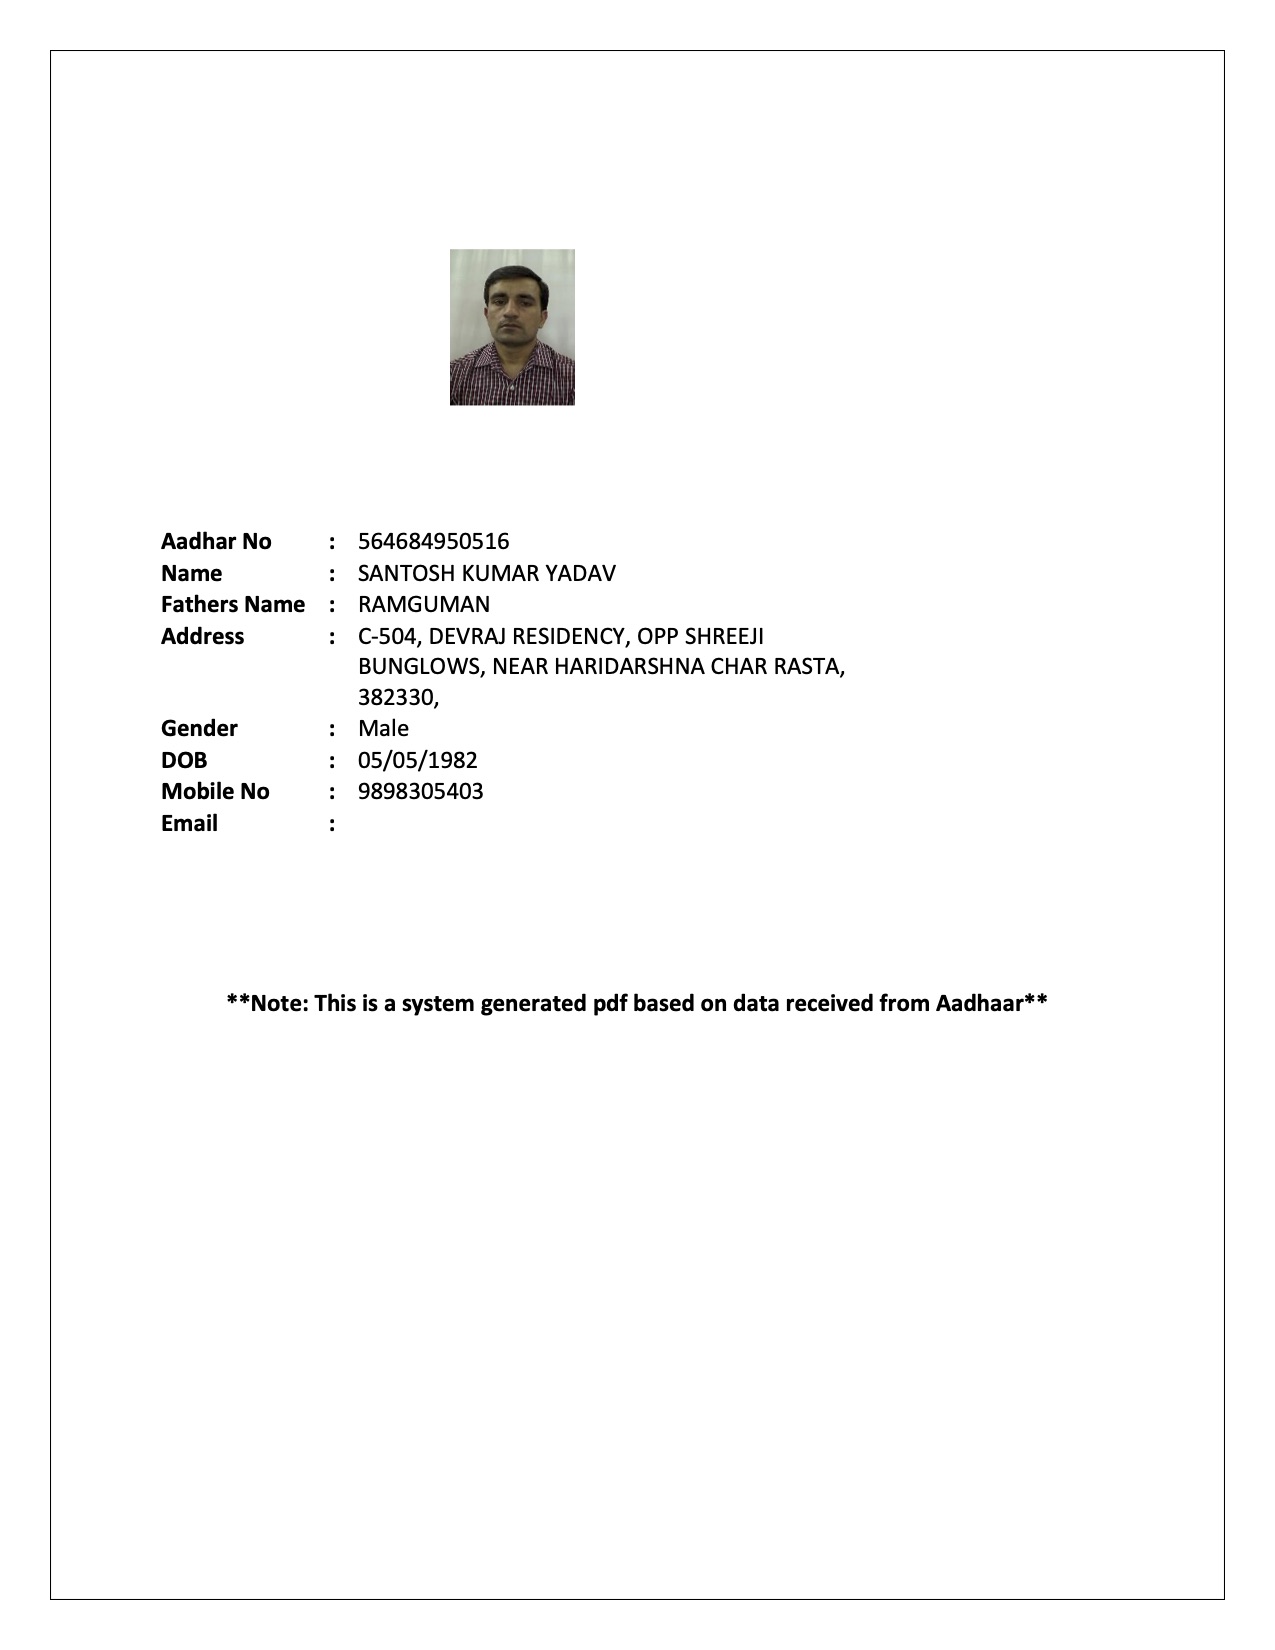 Aadhar No : 564684950516
Name : SANTOSH KUMAR YADAV
Fathers Name : RAMGUMAN
Address : C-504, DEVRAJ RESIDENCY, OPP SHREEJI
BUNGLOWS, NEAR HARIDARSHNA CHAR RASTA,
382330,
Gender : Male
DOB : 05/05/1982
Mobile No : 9898305403
Email :
**Note: This is a system generated pdf based on data received from Aadhaar**